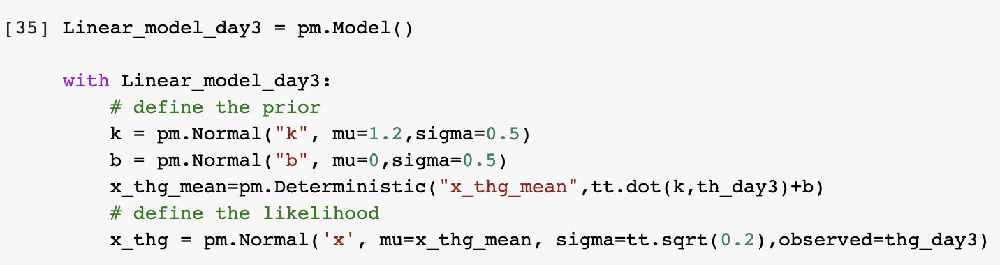 [35] Linear_model_day3 = pm.Model()
with Linear_model_day3:
# define the prior
k = pm.Normal("k", mu=1.2,sigma=0.5)
b = pm.Normal("b", mu=0,sigma=0.5)
x_thg_mean=pm.Deterministic("x_thg_mean",tt.dot(k,th_day3)+b)
# define the likelihood
x_thg = pm.Normal('x', mu=x_thg_mean, sigma=tt.sqrt(0.2),observed=thg_day3)